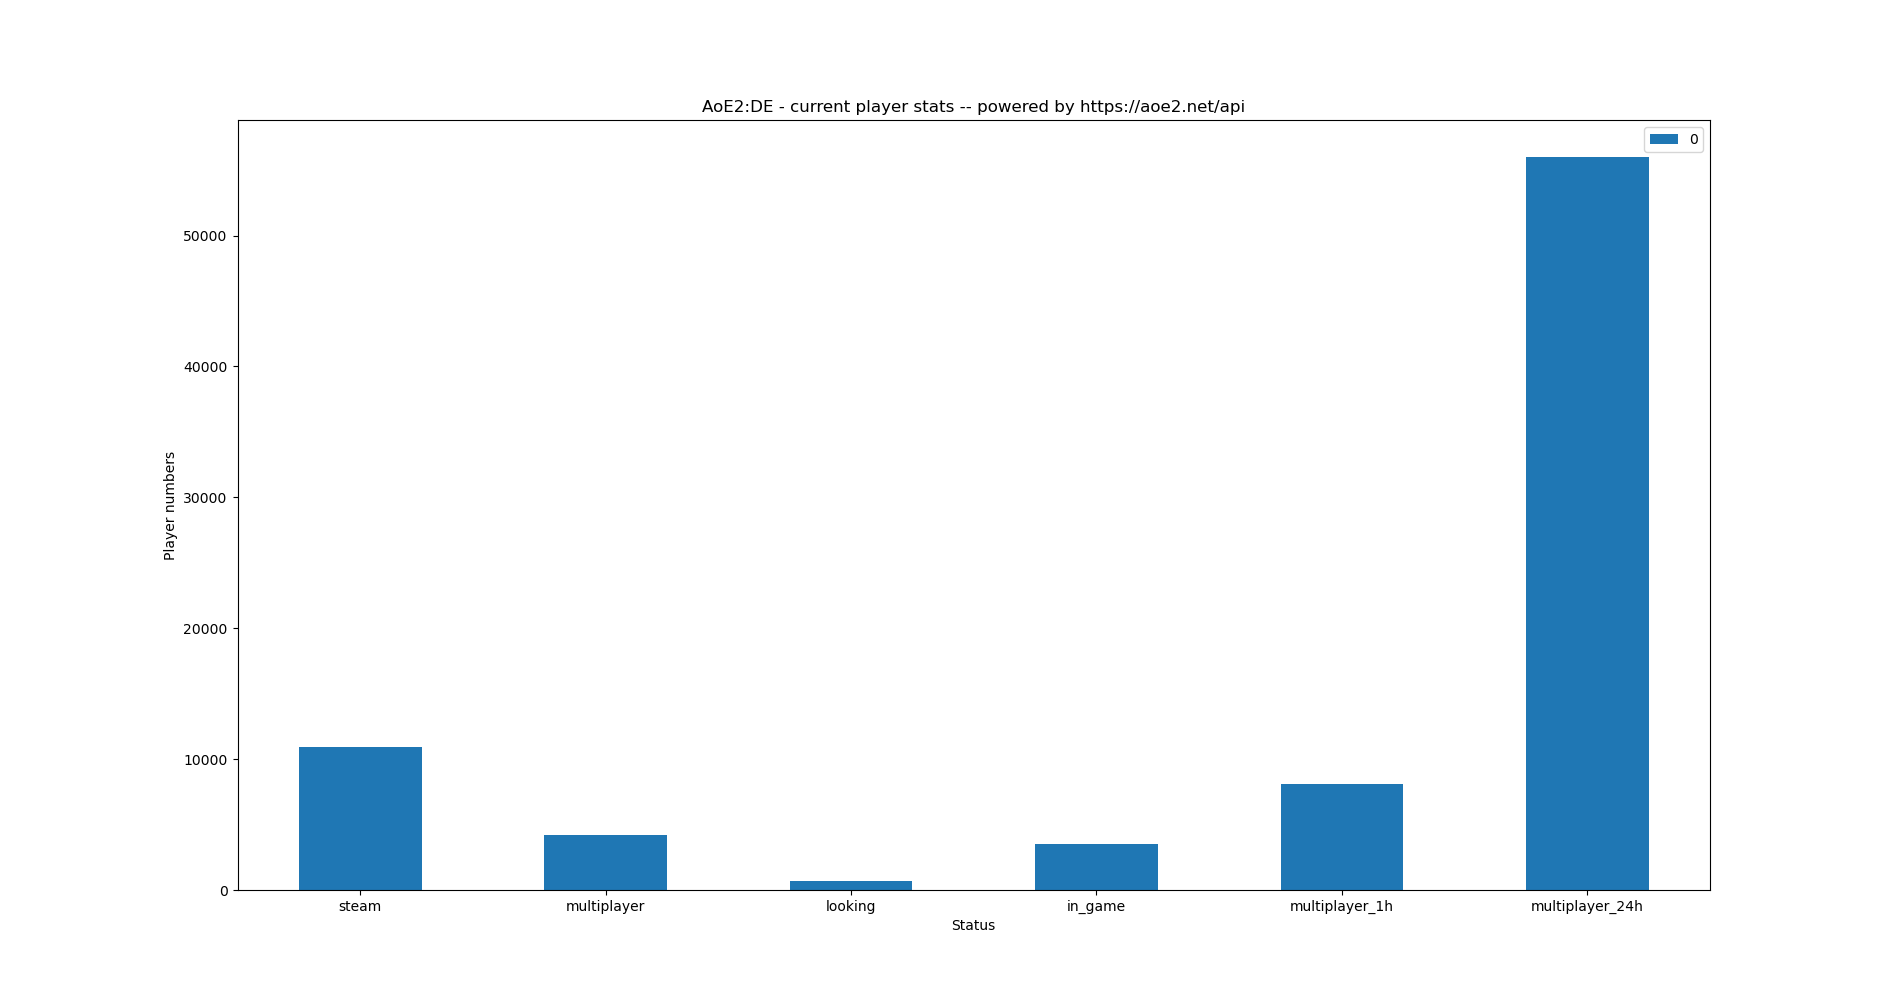 AoE2:DE - current player stats -- powered by https://aoe2.net/api
0
50000
40000
30000
20000
10000
0
Player numbers
steam
multiplayer
looking
in_game
multiplayer_1h
multiplayer_24h
Status